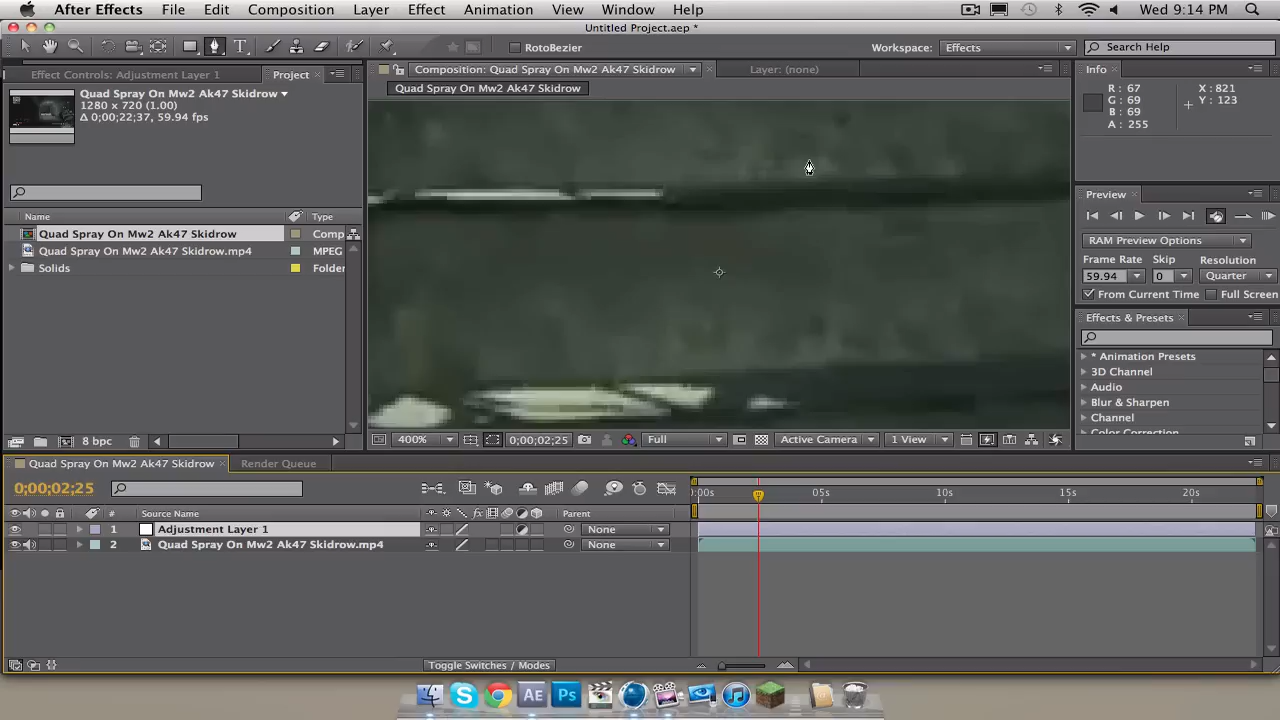 After Effects File Edit Composition Layer Effect Animation View Window Help Wed 9:14 PM
Untitled Project.aep *
RotoBezier Workspace: Effects Search Help
Effect Controls: Adjustment Layer 1 Project Composition: Quad Spray On Mw2 Ak47 Skidrow Layer: (none) Info
Quad Spray On Mw2 Ak47 Skidrow
1280 x 720 (1.00)
Δ 0;00;22;37, 59.94 fps
Quad Spray On Mw2 Ak47 Skidrow
R: 67 X: 821
G: 69 Y: 123
B: 69
A: 255
Preview
Name Type
Quad Spray On Mw2 Ak47 Skidrow Comp
Quad Spray On Mw2 Ak47 Skidrow.mp4 MPEG
Solids Folder
RAM Preview Options
Frame Rate Skip Resolution
59.94 0 Quarter
From Current Time Full Screen
Effects & Presets
* Animation Presets
3D Channel
Audio
Blur & Sharpen
Channel
Color Correction
8 bpc 400% 0;00;02;25 Full Active Camera 1 View
Quad Spray On Mw2 Ak47 Skidrow Render Queue
0;00;02;25 :00s 05s 10s 15s 20s
# Source Name fx Parent
1 Adjustment Layer 1 None
2 Quad Spray On Mw2 Ak47 Skidrow.mp4 None
Toggle Switches / Modes
AE Ps